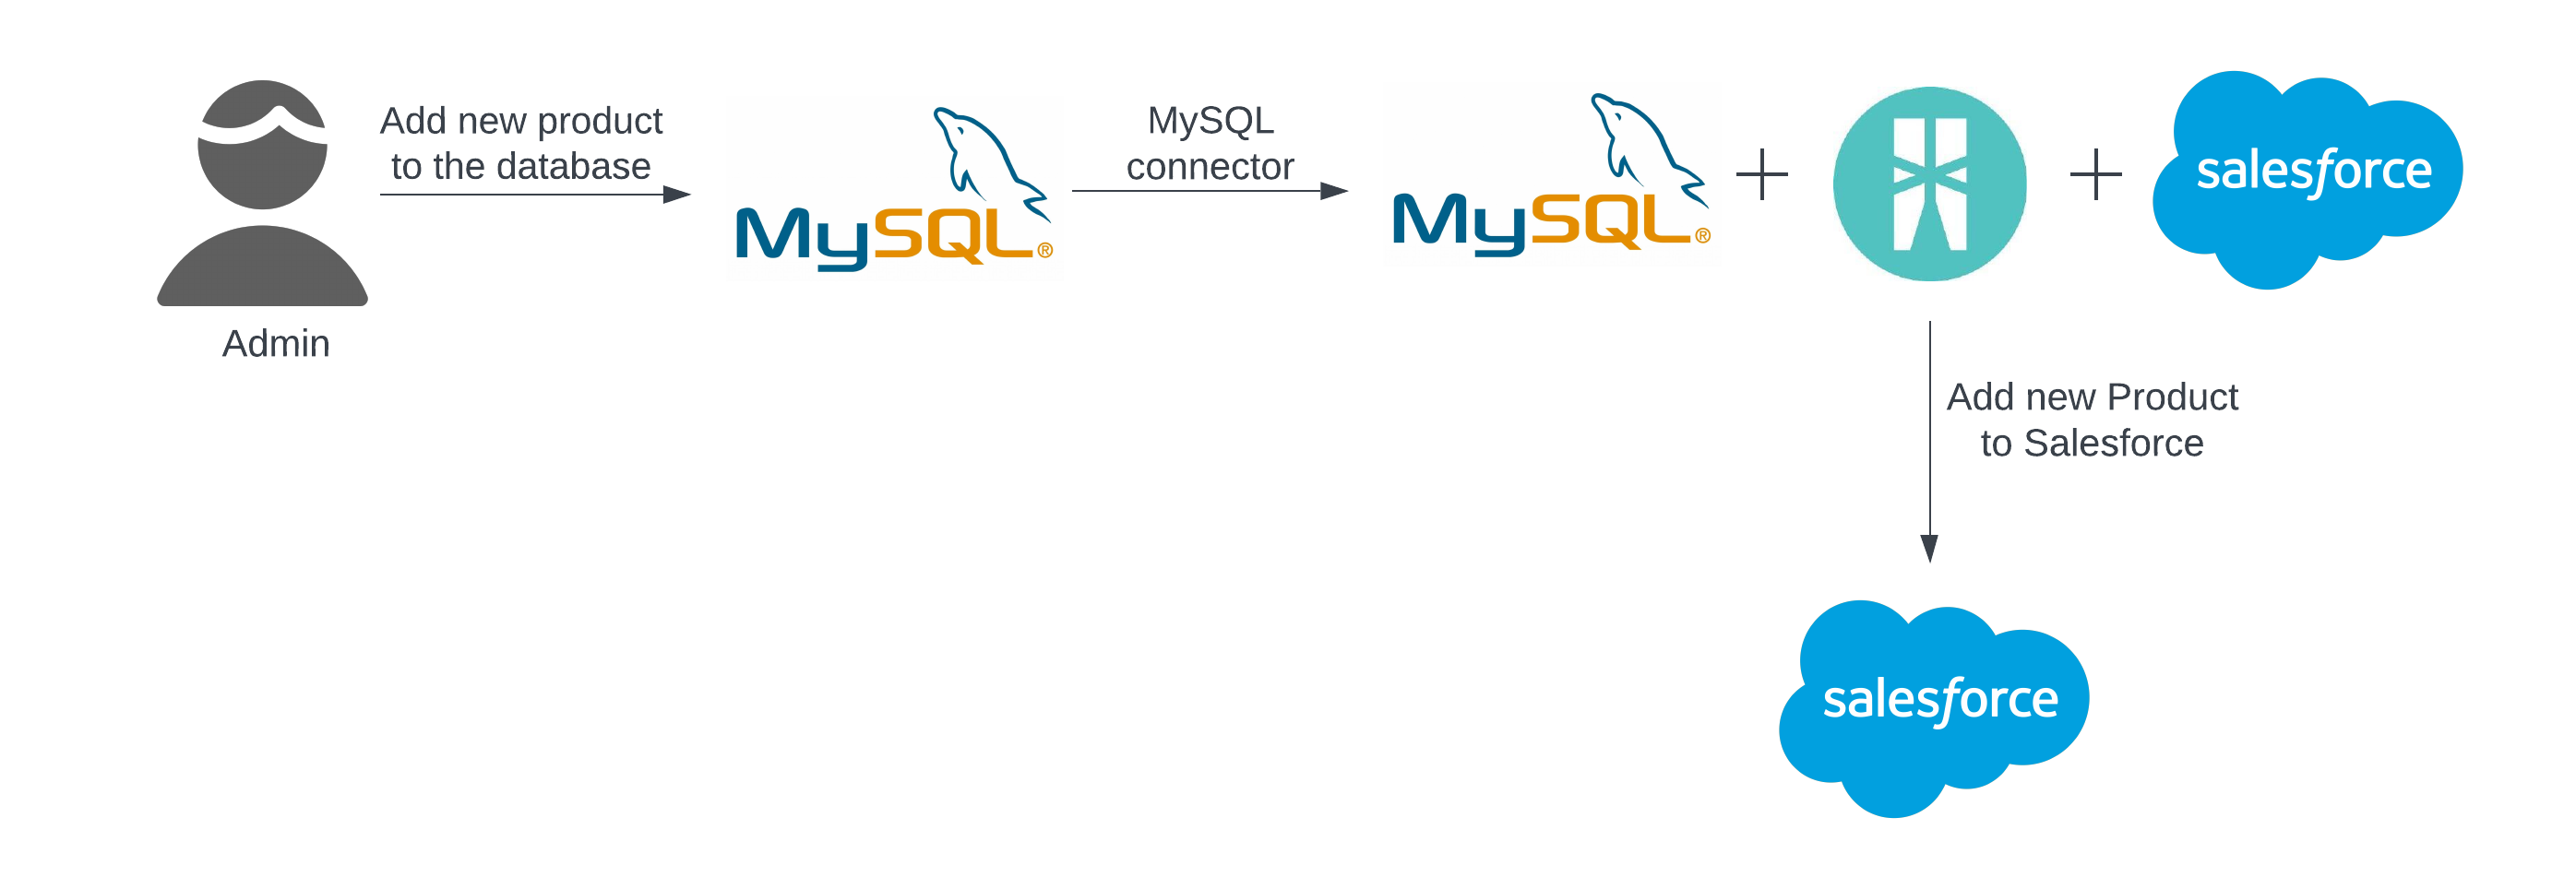 Add new product
to the database
MySQL®
MySQL
connector
MySQL®
salesforce
Admin
Add new Product
to Salesforce
salesforce